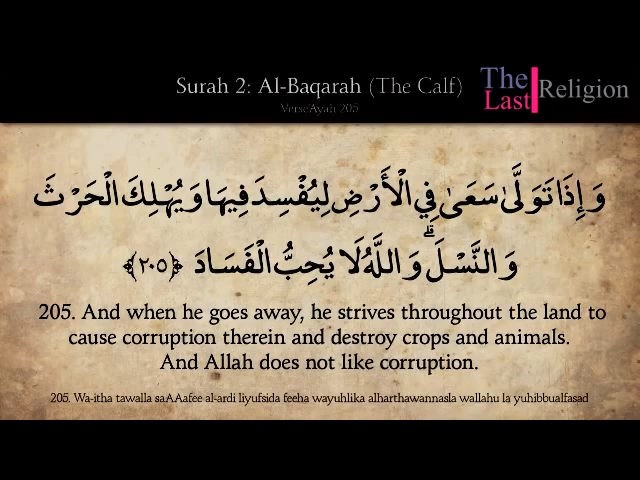 Surah 2: Al-Baqarah (The Calf)
Verse/Ayah 205
The Last Religion
وَإِذَا تَوَلَّىٰ سَعَىٰ فِي الْأَرْضِ لِيُفْسِدَ فِيهَا وَيُهْلِكَ الْحَرْثَ
وَالنَّسْلَ ۗ وَاللَّهُ لَا يُحِبُّ الْفَسَادَ ﴿٢٠٥﴾
205. And when he goes away, he strives throughout the land to
cause corruption therein and destroy crops and animals.
And Allah does not like corruption.
205. Wa-itha tawalla saAAafee al-ardi liyufsida feeha wayuhlika alharthawannasla wallahu la yuhibbualfasad